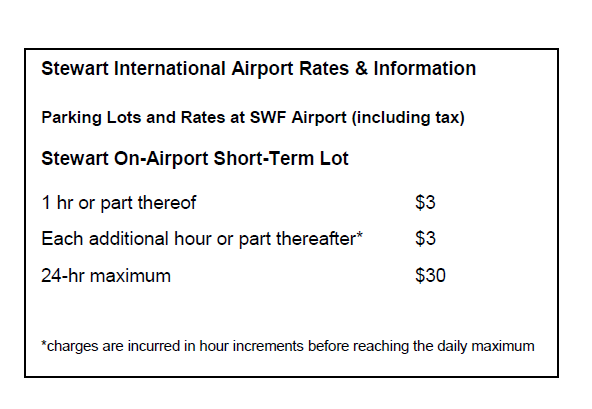 Stewart International Airport Rates & Information
Parking Lots and Rates at SWF Airport (including tax)
Stewart On-Airport Short-Term Lot
1 hr or part thereof $3
Each additional hour or part thereafter* $3
24-hr maximum $30
*charges are incurred in hour increments before reaching the daily maximum